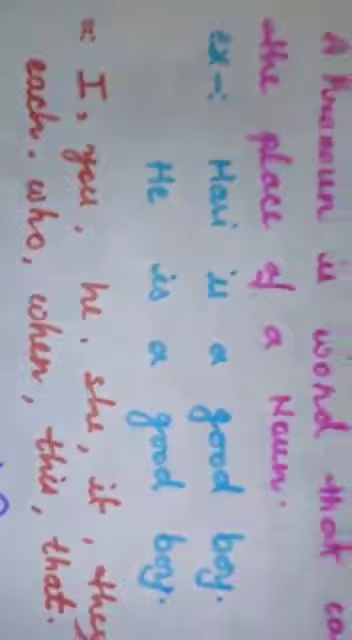 A Pronoun is word that
the place of a Noun.
ex-: Hari is a good boy.
He is a good boy.
:: I, you, he, she, it, they
each, who, when, this, that.